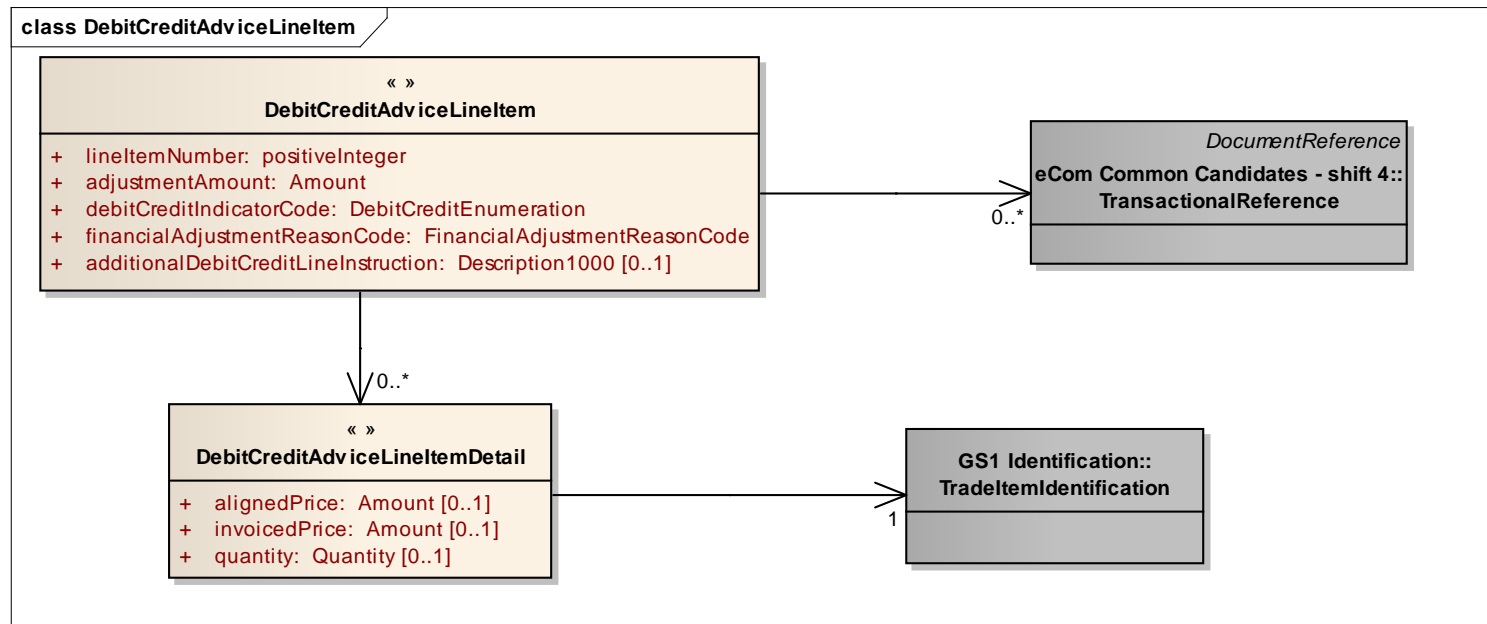 class DebitCreditAdviceLineItem
« »
DebitCreditAdviceLineItem
+ lineItemNumber: positiveInteger
+ adjustmentAmount: Amount
+ debitCreditIndicatorCode: DebitCreditEnumeration
+ financialAdjustmentReasonCode: FinancialAdjustmentReasonCode
+ additionalDebitCreditLineInstruction: Description1000 [0..1]
0..*
DocumentReference
eCom Common Candidates - shift 4::
TransactionalReference
0..*
« »
DebitCreditAdviceLineItemDetail
+ alignedPrice: Amount [0..1]
+ invoicedPrice: Amount [0..1]
+ quantity: Quantity [0..1]
1
GS1 Identification::
TradeItemIdentification